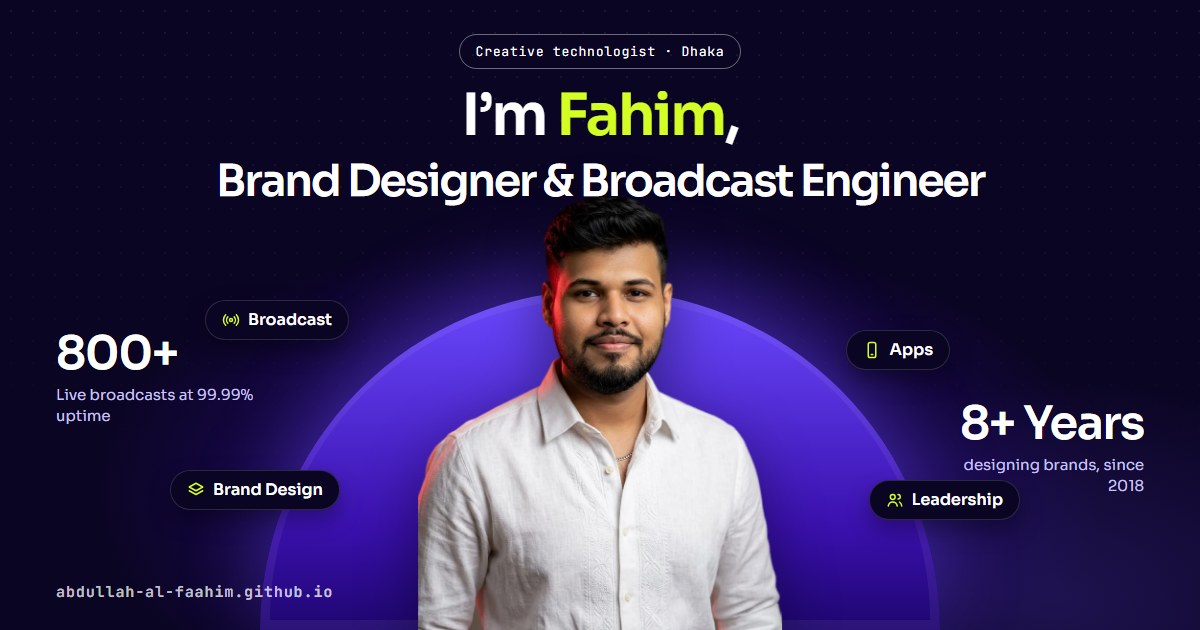 Creative technologist · Dhaka
I’m Fahim,
Brand Designer & Broadcast Engineer
Broadcast
800+
Live broadcasts at 99.99%
uptime
Brand Design
Apps
8+ Years
designing brands, since
2018
Leadership
abdullah-al-faahim.github.io